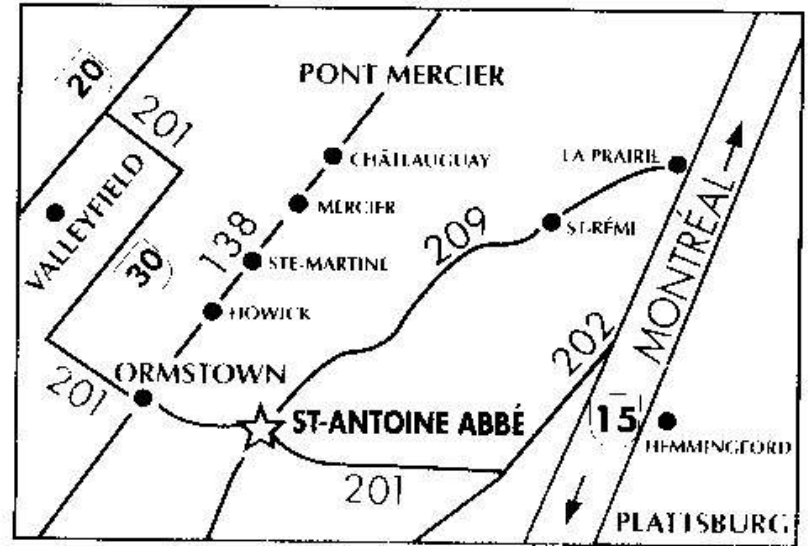 20
PONT MERCIER
201
CHÂTEAUGUAY
LA PRAIRIE
MERCIER
VALLEYFIELD
138
209
ST-RÉMI
MONTRÉAL
30
STE-MARTINE
HOWICK
202
ORMSTOWN
201
ST-ANTOINE ABBÉ
15
HEMMINGFORD
201
PLATTSBURG